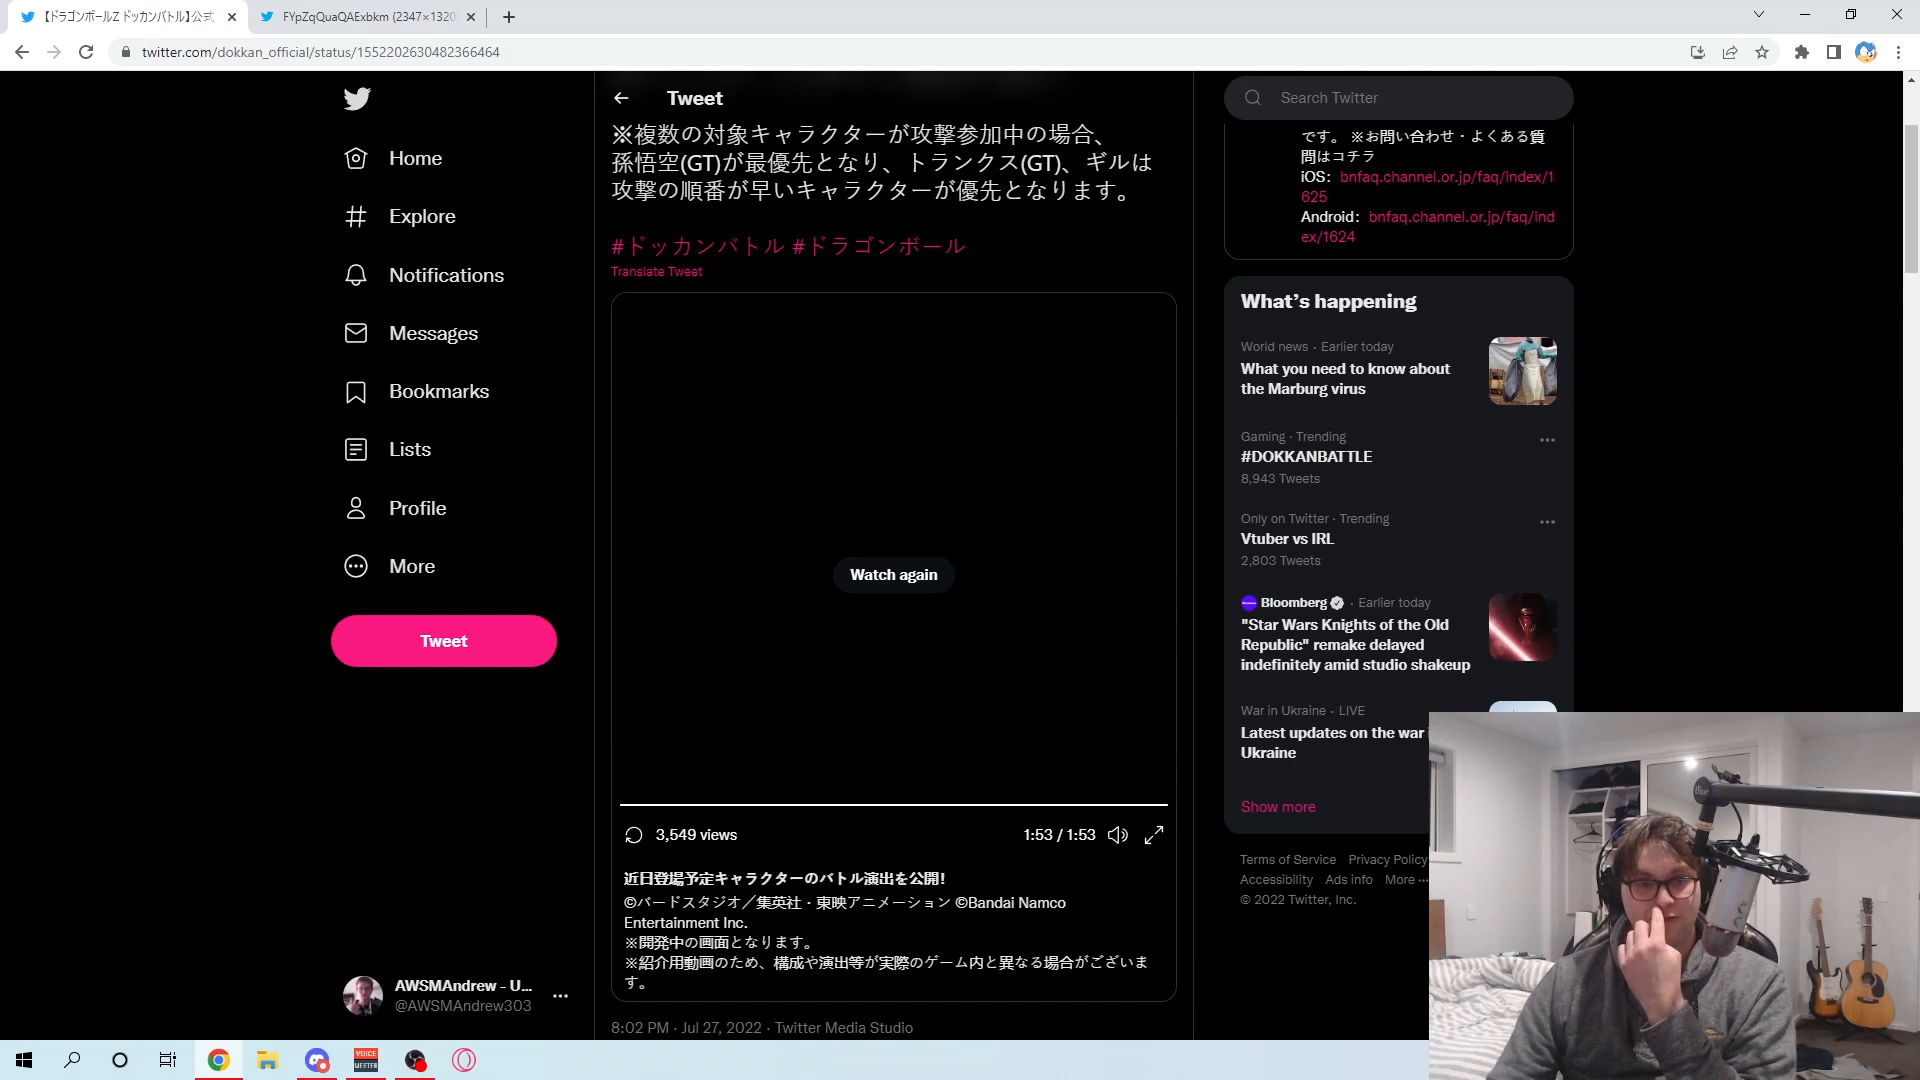 【ドラゴンボールZ ドッカンバトル】公式
FYpZqQuaQAExbkm (2347×1320
twitter.com/dokkan_official/status/1552202630482366464
Home
Explore
Notifications
Messages
Bookmarks
Lists
Profile
More
Tweet
AWSMAndrew - U...
@AWSMAndrew303
Tweet
※複数の対象キャラクターが攻撃参加中の場合、
孫悟空(GT)が最優先となり、トランクス(GT)、ギルは
攻撃の順番が早いキャラクターが優先となります。
#ドッカンバトル #ドラゴンボール
Translate Tweet
Watch again
3,549 views
1:53 / 1:53
近日登場予定キャラクターのバトル演出を公開!
©バードスタジオ／集英社・東映アニメーション ©Bandai Namco
Entertainment Inc.
※開発中の画面となります。
※紹介用動画のため、構成や演出等が実際のゲーム内と異なる場合がございま
す。
8:02 PM · Jul 27, 2022 · Twitter Media Studio
Search Twitter
です。 ※お問い合わせ・よくある質
問はコチラ
iOS： bnfaq.channel.or.jp/faq/index/1
625
Android： bnfaq.channel.or.jp/faq/ind
ex/1624
What's happening
World news · Earlier today
What you need to know about
the Marburg virus
Gaming · Trending
#DOKKANBATTLE
8,943 Tweets
Only on Twitter · Trending
Vtuber vs IRL
2,803 Tweets
Bloomberg · Earlier today
"Star Wars Knights of the Old
Republic" remake delayed
indefinitely amid studio shakeup
War in Ukraine · LIVE
Latest updates on the war
Ukraine
Show more
Terms of Service Privacy Policy
Accessibility Ads info More ···
© 2022 Twitter, Inc.
VOICE
MEETER
Blue